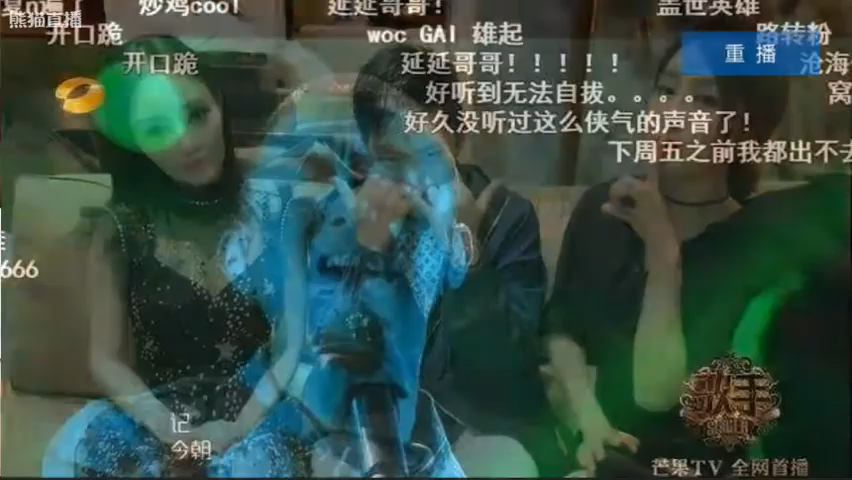 炒鸡cool
延延哥哥!
盖世英雄
熊猫直播
开口跪
woc GAI 雄起
路转粉
重播
开口跪
延延哥哥!!!!!
沧海
好听到无法自拔。。。。
窝
好久没听过这么侠气的声音了!
下周五之前我都出不去
666
记
今朝
歌手
芒果TV 全网首播